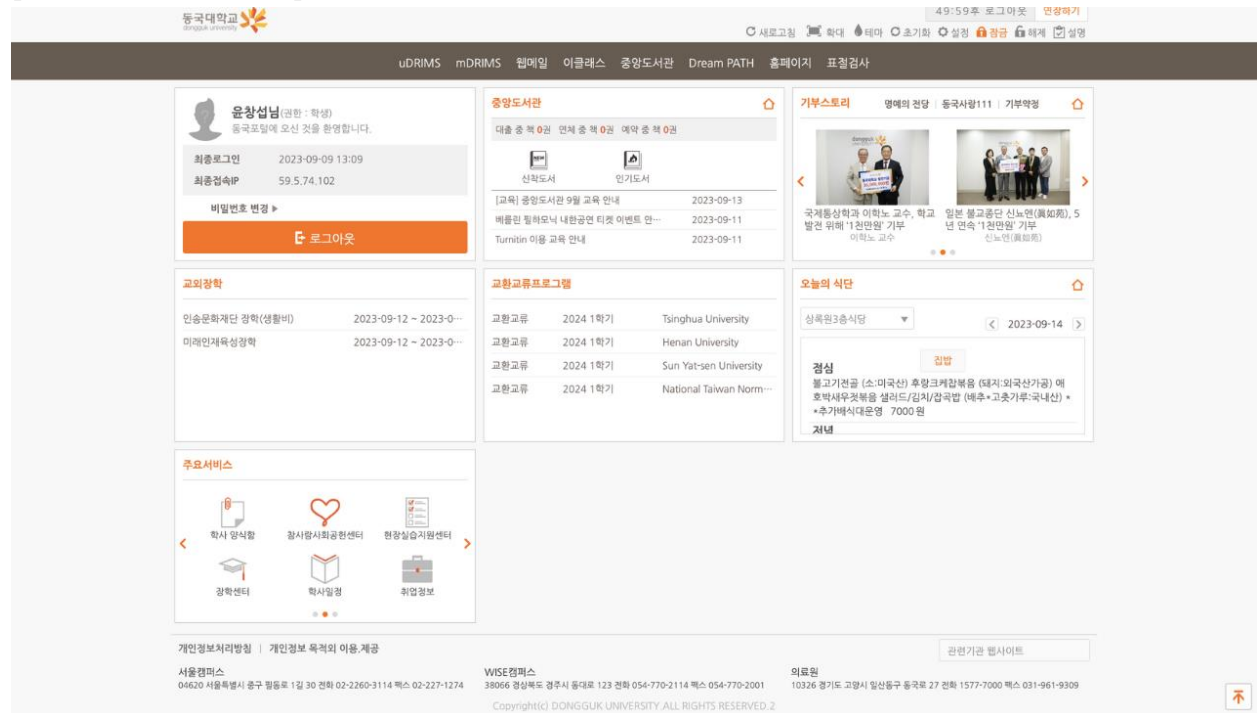 동국대학교
dongguk university
49:59후 로그아웃 연장하기
새로고침 확대 테마 초기화 설정 잠금 해제 설명
uDRIMS mDRIMS 웹메일 이클래스 중앙도서관 Dream PATH 홈페이지 표절검사
윤창섭님(권한 : 학생)
동국포털에 오신 것을 환영합니다.
최종로그인 2023-09-09 13:09
최종접속IP 59.5.74.102
비밀번호 변경 ▶
로그아웃
중앙도서관
대출 중 책 0권 연체 중 책 0권 예약 중 책 0권
NEW
신착도서 인기도서
[교육] 중앙도서관 9월 교육 안내 2023-09-13
베를린 필하모닉 내한공연 티켓 이벤트 안… 2023-09-11
Turnitin 이용 교육 안내 2023-09-11
기부스토리 명예의 전당 | 동국사랑111 | 기부약정
국제통상학과 이학노 교수, 학교
발전 위해 '1천만원' 기부
이학노 교수
일본 불교종단 신뇨엔(眞如苑), 5
년 연속 '1천만원' 기부
신뇨엔(眞如苑)
교외장학
인송문화재단 장학(생활비) 2023-09-12 ~ 2023-0…
미래인재육성장학 2023-09-12 ~ 2023-0…
교환교류프로그램
교환교류 2024 1학기 Tsinghua University
교환교류 2024 1학기 Henan University
교환교류 2024 1학기 Sun Yat-sen University
교환교류 2024 1학기 National Taiwan Norm…
오늘의 식단
상록원3층식당 ▼ < 2023-09-14 >
집밥
점심
불고기전골 (소:미국산) 후랑크케찹볶음 (돼지:외국산가공) 애
호박새우젓볶음 샐러드/김치/잡곡밥 (배추*고춧가루:국내산) *
*추가배식대운영 7000 원
저녁
주요서비스
학사 양식함 참사람사회공헌센터 현장실습지원센터
장학센터 학사일정 취업정보
개인정보처리방침 | 개인정보 목적외 이용,제공
관련기관 웹사이트
서울캠퍼스
04620 서울특별시 중구 필동로 1길 30 전화 02-2260-3114 팩스 02-227-1274
WISE캠퍼스
38066 경상북도 경주시 동대로 123 전화 054-770-2114 팩스 054-770-2001
의료원
10326 경기도 고양시 일산동구 동국로 27 전화 1577-7000 팩스 031-961-9309
Copyright(c) DONGGUK UNIVERSITY ALL RIGHTS RESERVED.2